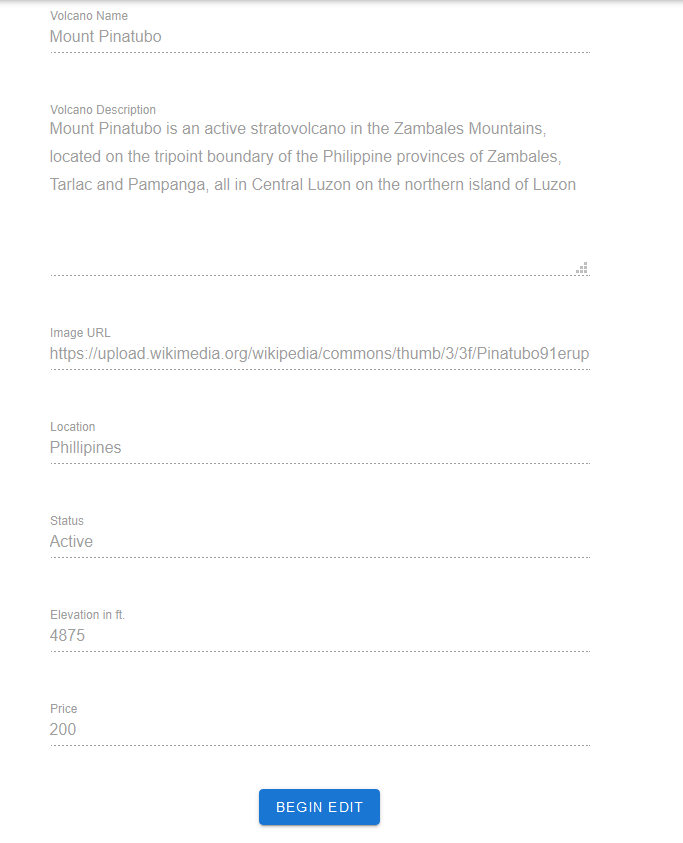 Volcano Name
Mount Pinatubo
Volcano Description
Mount Pinatubo is an active stratovolcano in the Zambales Mountains,
located on the tripoint boundary of the Philippine provinces of Zambales,
Tarlac and Pampanga, all in Central Luzon on the northern island of Luzon
Image URL
https://upload.wikimedia.org/wikipedia/commons/thumb/3/3f/Pinatubo91erup
Location
Phillipines
Status
Active
Elevation in ft.
4875
Price
200
BEGIN EDIT